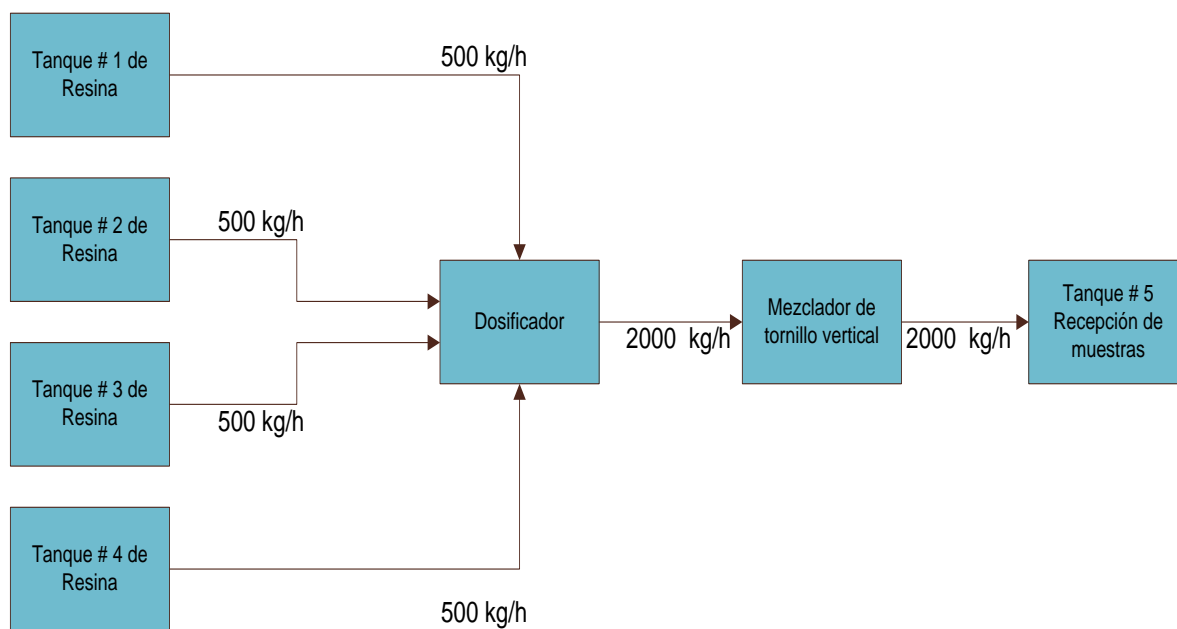 Tanque # 1 de
Resina
500 kg/h
Tanque # 2 de
Resina
500 kg/h
Tanque # 3 de
Resina
500 kg/h
Tanque # 4 de
Resina
500 kg/h
Dosificador
2000 kg/h
Mezclador de
tornillo vertical
2000 kg/h
Tanque # 5
Recepción de
muestras